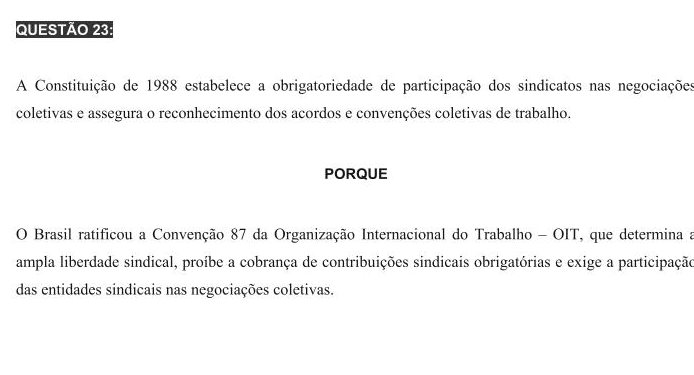 QUESTÃO 23:
A Constituição de 1988 estabelece a obrigatoriedade de participação dos sindicatos nas negociações
coletivas e assegura o reconhecimento dos acordos e convenções coletivas de trabalho.
PORQUE
O Brasil ratificou a Convenção 87 da Organização Internacional do Trabalho – OIT, que determina a
ampla liberdade sindical, proíbe a cobrança de contribuições sindicais obrigatórias e exige a participação
das entidades sindicais nas negociações coletivas.